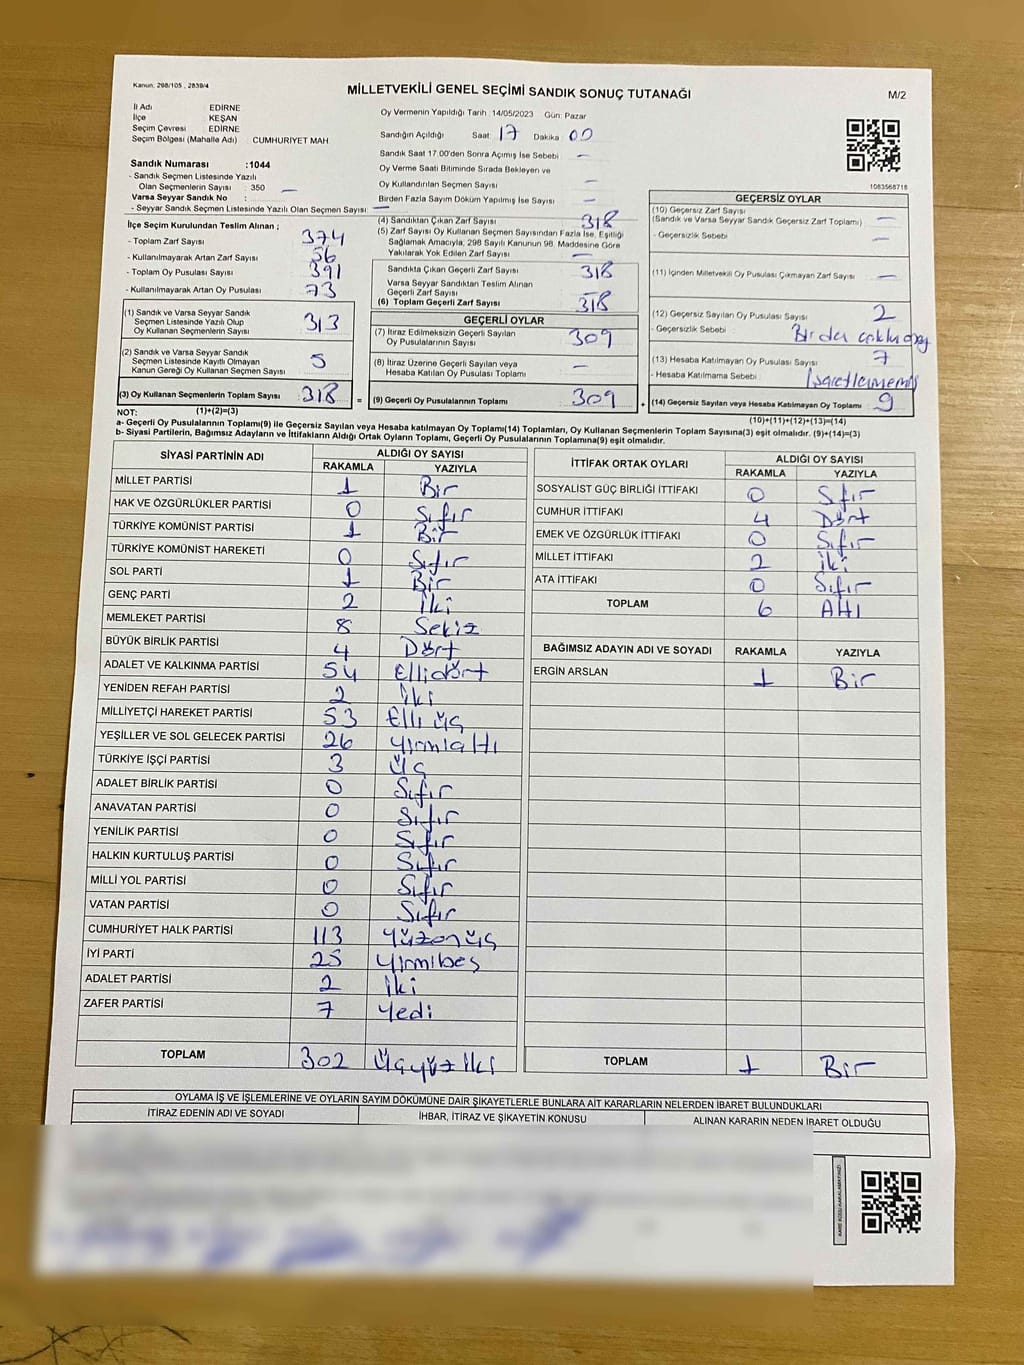 Kanun: 298/105 , 2839/4
MİLLETVEKİLİ GENEL SEÇİMİ SANDIK SONUÇ TUTANAĞI
M/2
İl Adı EDİRNE
İlçe KEŞAN
Seçim Çevresi EDİRNE
Seçim Bölgesi (Mahalle Adı) CUMHURİYET MAH
Oy Vermenin Yapıldığı Tarih :14/05/2023 Gün: Pazar
Sandığın Açıldığı Saat 17 Dakika 00
Sandık Saat 17.00'den Sonra Açılmış İse Sebebi —
Oy Verme Saati Bitiminde Sırada Bekleyen ve
Oy Kullandırılan Seçmen Sayısı —
Birden Fazla Sayım Döküm Yapılmış İse Sayısı —
Sandık Numarası :1044
- Sandık Seçmen Listesinde Yazılı
Olan Seçmenlerin Sayısı : 350 —
Varsa Seyyar Sandık No :
- Seyyar Sandık Seçmen Listesinde Yazılı Olan Seçmen Sayısı: —
1083568718
İlçe Seçim Kurulundan Teslim Alınan ;
- Toplam Zarf Sayısı 374
- Kullanılmayarak Artan Zarf Sayısı 56
- Toplam Oy Pusulası Sayısı 391
- Kullanılmayarak Artan Oy Pusulası 73
(1) Sandık ve Varsa Seyyar Sandık
Seçmen Listesinde Yazılı Olup
Oy Kullanan Seçmenlerin Sayısı 313
(2) Sandık ve Varsa Seyyar Sandık
Seçmen Listesinde Kayıtlı Olmayan
Kanun Gereği Oy Kullanan Seçmen Sayısı 5
(3) Oy Kullanan Seçmenlerin Toplam Sayısı 318 =
(4) Sandıktan Çıkan Zarf Sayısı 318
(5) Zarf Sayısı Oy Kullanan Seçmen Sayısından Fazla İse, Eşitliği
Sağlamak Amacıyla, 298 Sayılı Kanunun 98. Maddesine Göre
Yakılarak Yok Edilen Zarf Sayısı —
Sandıkta Çıkan Geçerli Zarf Sayısı 318
Varsa Seyyar Sandıktan Teslim Alınan
Geçerli Zarf Sayısı —
(6) Toplam Geçerli Zarf Sayısı 318
GEÇERLİ OYLAR
(7) İtiraz Edilmeksizin Geçerli Sayılan
Oy Pusulalarının Sayısı 309
(8) İtiraz Üzerine Geçerli Sayılan veya
Hesaba Katılan Oy Pusulası Toplamı —
(9) Geçerli Oy Pusulalarının Toplamı 309 +
GEÇERSİZ OYLAR
(10) Geçersiz Zarf Sayısı
(Sandık ve Varsa Seyyar Sandık Geçersiz Zarf Toplamı) —
- Geçersizlik Sebebi —
(11) İçinden Milletvekili Oy Pusulası Çıkmayan Zarf Sayısı —
(12) Geçersiz Sayılan Oy Pusulası Sayısı 2
- Geçersizlik Sebebi Birden
(13) Hesaba Katılmayan Oy Pusulası Sayısı 7
- Hesaba Katılmama Sebebi
(14) Geçersiz Sayılan veya Hesaba Katılmayan Oy Toplamı 9
NOT: (1)+(2)=(3) (10)+(11)+(12)+(13)=(14)
a- Geçerli Oy Pusulalarının Toplamı(9) ile Geçersiz Sayılan veya Hesaba Katılmayan Oy Toplamı(14) Toplamları, Oy Kullanan Seçmenlerin Toplam Sayısına(3) eşit olmalıdır. (9)+(14)=(3)
b- Siyasi Partilerin, Bağımsız Adayların ve İttifakların Aldığı Ortak Oyların Toplamı, Geçerli Oy Pusulalarının Toplamına(9) eşit olmalıdır.
SİYASİ PARTİNİN ADI ALDIĞI OY SAYISI
RAKAMLA YAZIYLA
MİLLET PARTİSİ 1 Bir
HAK VE ÖZGÜRLÜKLER PARTİSİ 0 Sıfır
TÜRKİYE KOMÜNİST PARTİSİ 1 Bir
TÜRKİYE KOMÜNİST HAREKETİ 0 Sıfır
SOL PARTİ 1 Bir
GENÇ PARTİ 2 İki
MEMLEKET PARTİSİ 8 Sekiz
BÜYÜK BİRLİK PARTİSİ 4 Dört
ADALET VE KALKINMA PARTİSİ 54 Ellidört
YENİDEN REFAH PARTİSİ 2 İki
MİLLİYETÇİ HAREKET PARTİSİ 53 Elli üç
YEŞİLLER VE SOL GELECEK PARTİSİ 26 Yirmialtı
TÜRKİYE İŞÇİ PARTİSİ 3 Üç
ADALET BİRLİK PARTİSİ 0 Sıfır
ANAVATAN PARTİSİ 0 Sıfır
YENİLİK PARTİSİ 0 Sıfır
HALKIN KURTULUŞ PARTİSİ 0 Sıfır
MİLLİ YOL PARTİSİ 0 Sıfır
VATAN PARTİSİ 0 Sıfır
CUMHURİYET HALK PARTİSİ 113 Yüzonüç
İYİ PARTİ 25 Yirmibeş
ADALET PARTİSİ 2 İki
ZAFER PARTİSİ 7 Yedi
TOPLAM 302 Üçyüz iki
İTTİFAK ORTAK OYLARI ALDIĞI OY SAYISI
RAKAMLA YAZIYLA
SOSYALİST GÜÇ BİRLİĞİ İTTİFAKI 0 Sıfır
CUMHUR İTTİFAKI 4 Dört
EMEK VE ÖZGÜRLÜK İTTİFAKI 0 Sıfır
MİLLET İTTİFAKI 2 İki
ATA İTTİFAKI 0 Sıfır
TOPLAM 6 Altı
BAĞIMSIZ ADAYIN ADI VE SOYADI RAKAMLA YAZIYLA
ERGİN ARSLAN 1 Bir
TOPLAM 1 Bir
OYLAMA İŞ VE İŞLEMLERİNE VE OYLARIN SAYIM DÖKÜMÜNE DAİR ŞİKAYETLERLE BUNLARA AİT KARARLARIN NELERDEN İBARET BULUNDUKLARI
İTİRAZ EDENİN ADI VE SOYADI İHBAR, İTİRAZ VE ŞİKAYETİN KONUSU ALINAN KARARIN NEDEN İBARET OLDUĞU